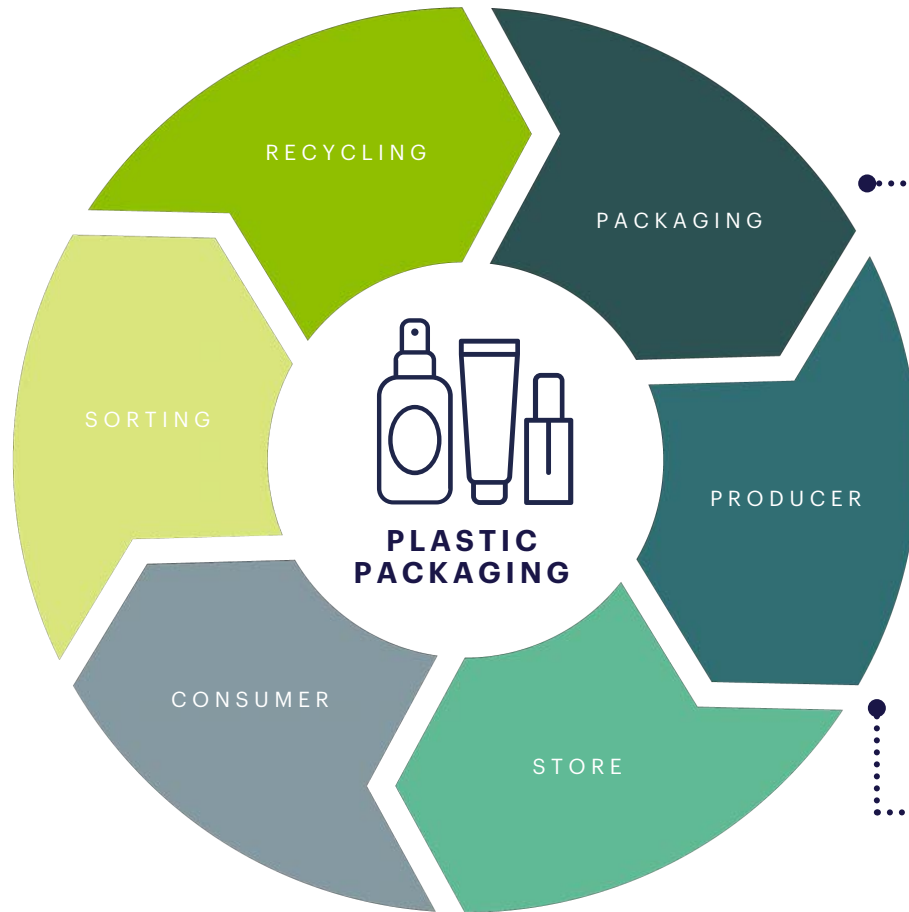 RECYCLING
PACKAGING
SORTING
PRODUCER
PLASTIC
PACKAGING
CONSUMER
STORE